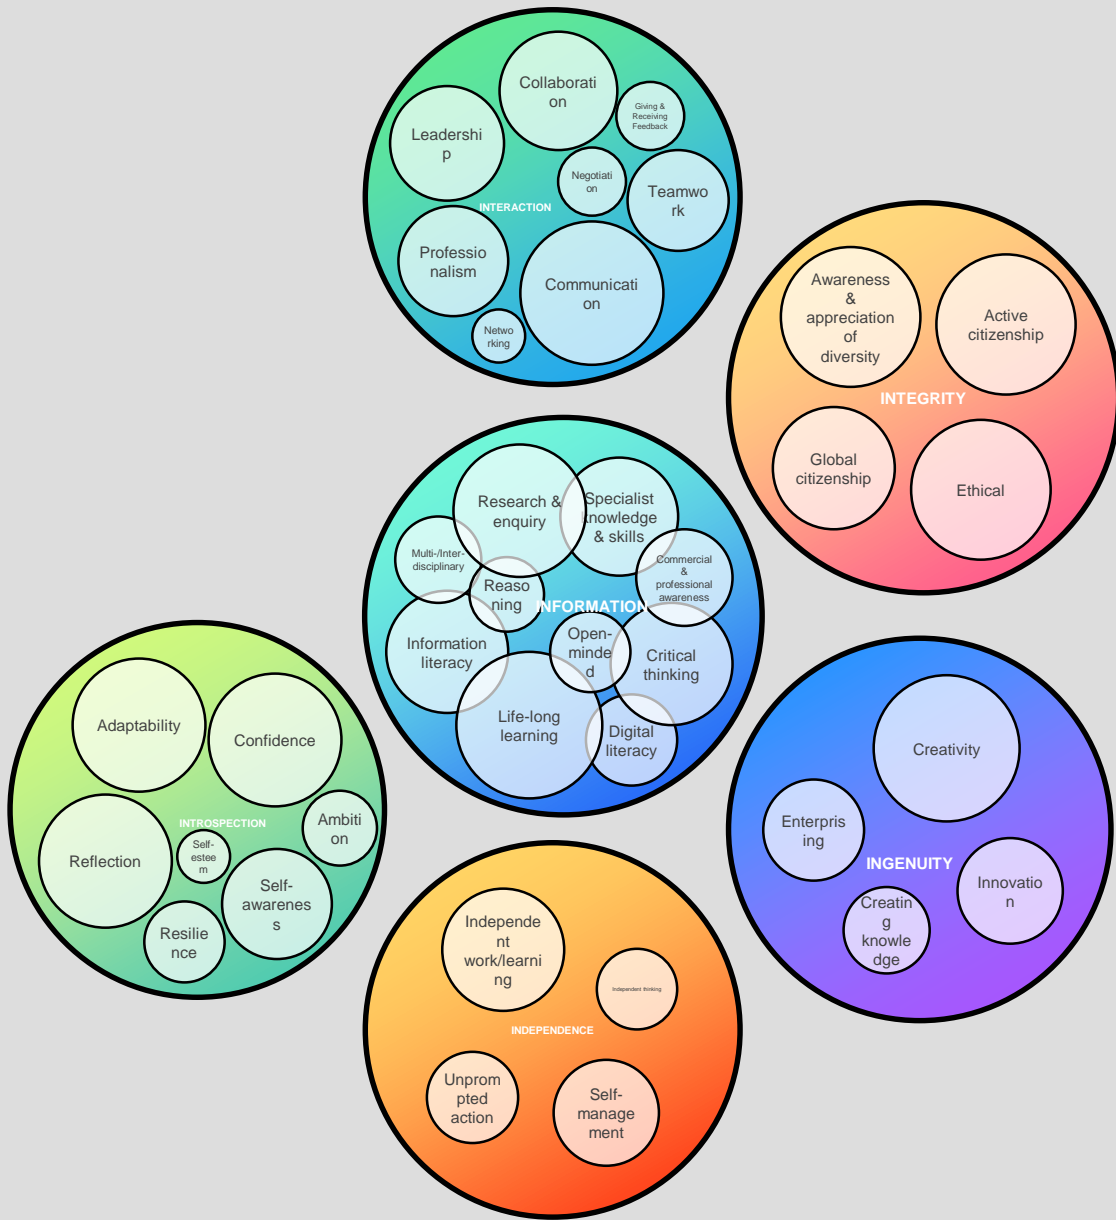 Collaborati
on
Giving &
Receiving
Feedback
Leadershi
p
Negotiati
on
Teamwo
rk
INTERACTION
Professio
nalism
Communicati
on
Netwo
rking
Awareness
&
appreciation
of
diversity
Active
citizenship
INTEGRITY
Global
citizenship
Ethical
Research &
enquiry
Specialist
knowledge
& skills
Multi-/Inter-
disciplinary
Reaso
ning
Commercial
&
professional
awareness
INFORMATION
Information
literacy
Open-
minde
d
Critical
thinking
Life-long
learning
Digital
literacy
Adaptability
Confidence
INTROSPECTION
Ambiti
on
Reflection
Self-
estee
m
Self-
awarenes
s
Resilie
nce
Creativity
Enterpris
ing
INGENUITY
Innovatio
n
Creatin
g
knowle
dge
Independe
nt
work/learni
ng
Independent thinking
INDEPENDENCE
Unprom
pted
action
Self-
manage
ment